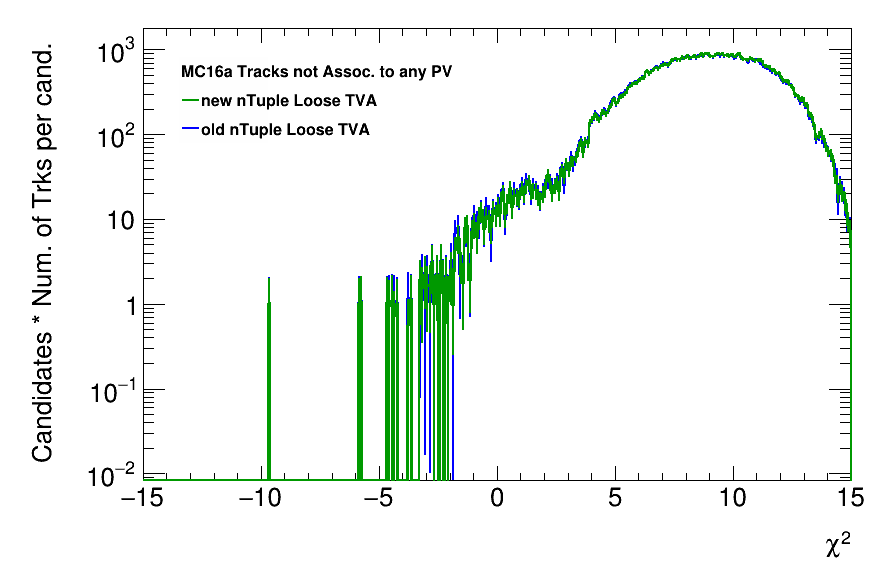 Candidates * Num. of Trks per cand.
10³
10²
10
1
10⁻¹
10⁻²
MC16a Tracks not Assoc. to any PV
new nTuple Loose TVA
old nTuple Loose TVA
−15 −10 −5 0 5 10 15
χ²